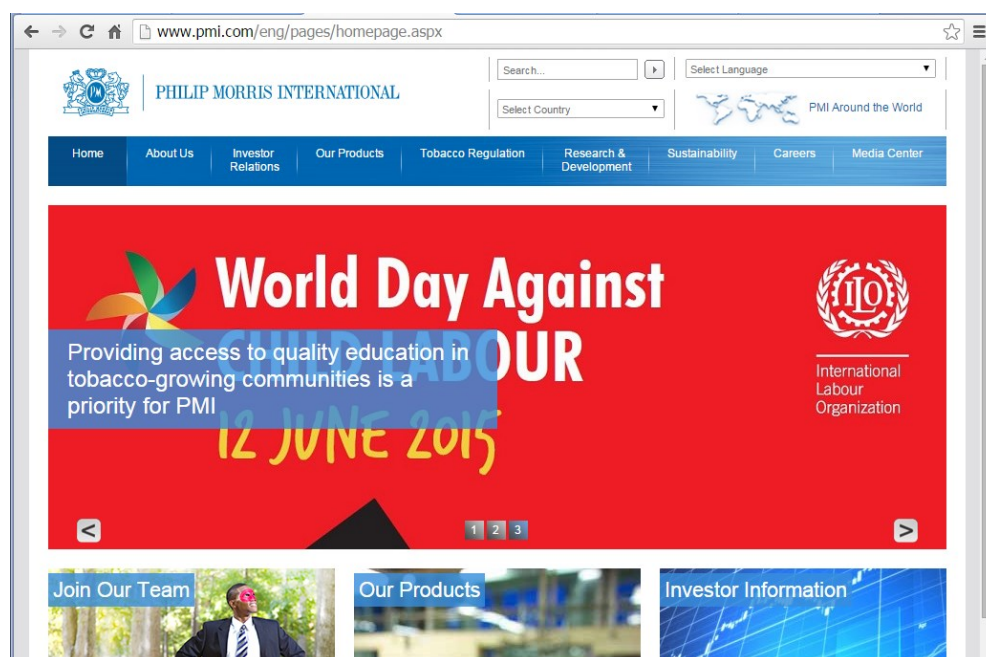 www.pmi.com/eng/pages/homepage.aspx
PM
PHILIP MORRIS INTERNATIONAL
Search...
Select Language
Select Country
PMI Around the World
Home
About Us
Investor
Relations
Our Products
Tobacco Regulation
Research &
Development
Sustainability
Careers
Media Center
World Day Against
CHILD LABOUR
12 JUNE 2015
Providing access to quality education in
tobacco-growing communities is a
priority for PMI
ILO
International
Labour
Organization
<
1 2 3
>
Join Our Team
Our Products
Investor Information